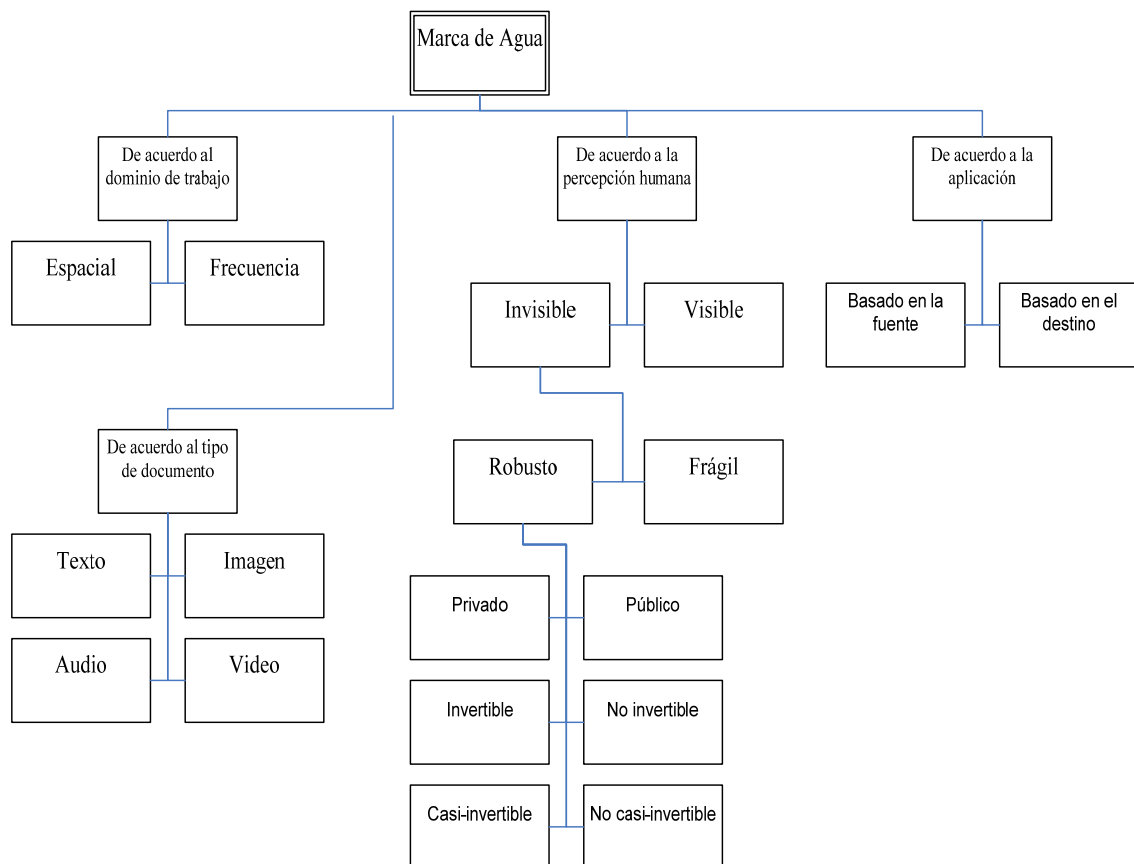 Marca de Agua
De acuerdo al
dominio de trabajo
De acuerdo a la
percepción humana
De acuerdo a la
aplicación
Espacial
Frecuencia
Invisible
Visible
Basado en la
fuente
Basado en el
destino
De acuerdo al tipo
de documento
Robusto
Frágil
Texto
Imagen
Privado
Público
Audio
Video
Invertible
No invertible
Casi-invertible
No casi-invertible